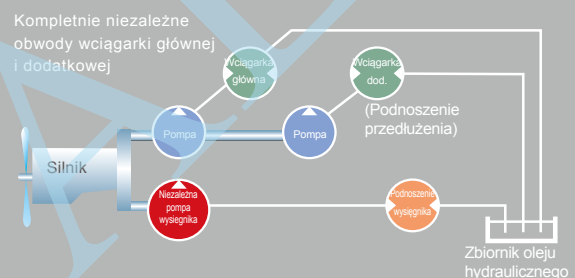 Kompletnie niezależne
obwody wciągarki głównej
i dodatkowej
Wciągarka
główna
Wciągarka
dod.
(Podnoszenie
przedłużenia)
Pompa
Pompa
Silnik
Niezależna
pompa
wysięgnika
Podnoszenie
wysięgnika
Zbiornik oleju
hydraulicznego